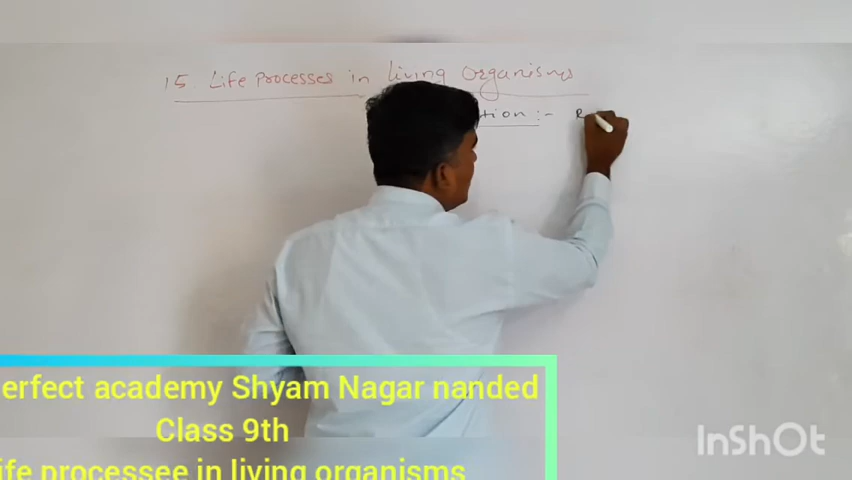 15. Life Processes in living organisms
tion :-
erfect academy Shyam Nagar nanded
Class 9th
ife processee in living organisms
InShOt